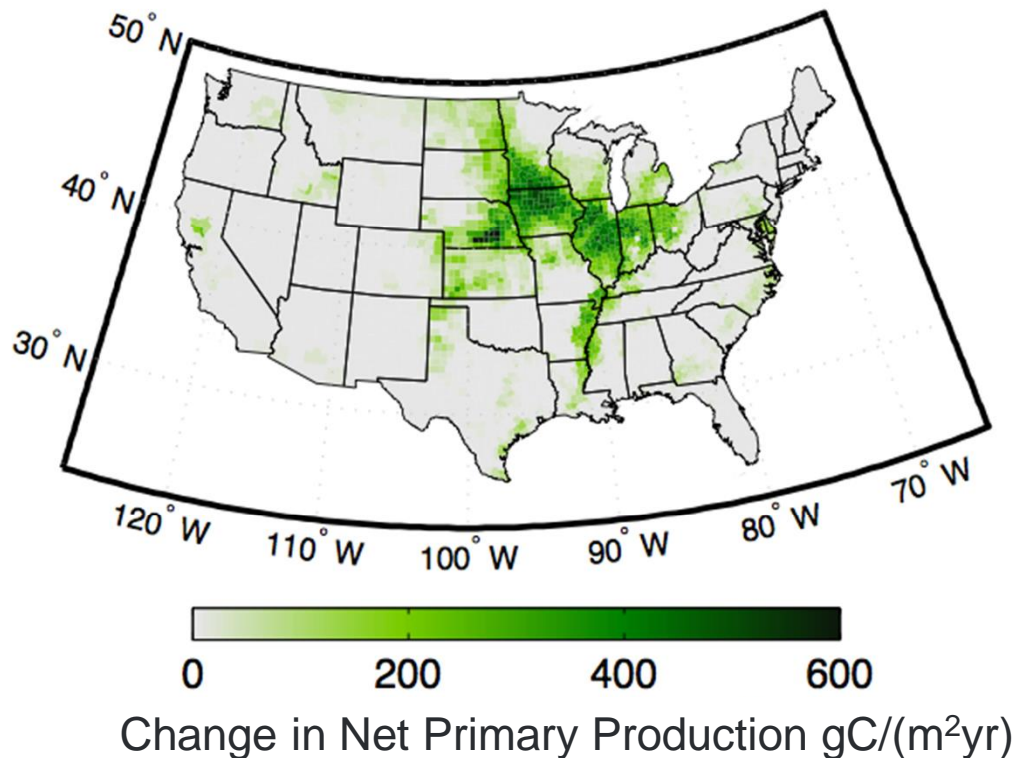 50° N
40° N
30° N
120° W
110° W
100° W
90° W
80° W
70° W
0 200 400 600
Change in Net Primary Production gC/(m²yr)